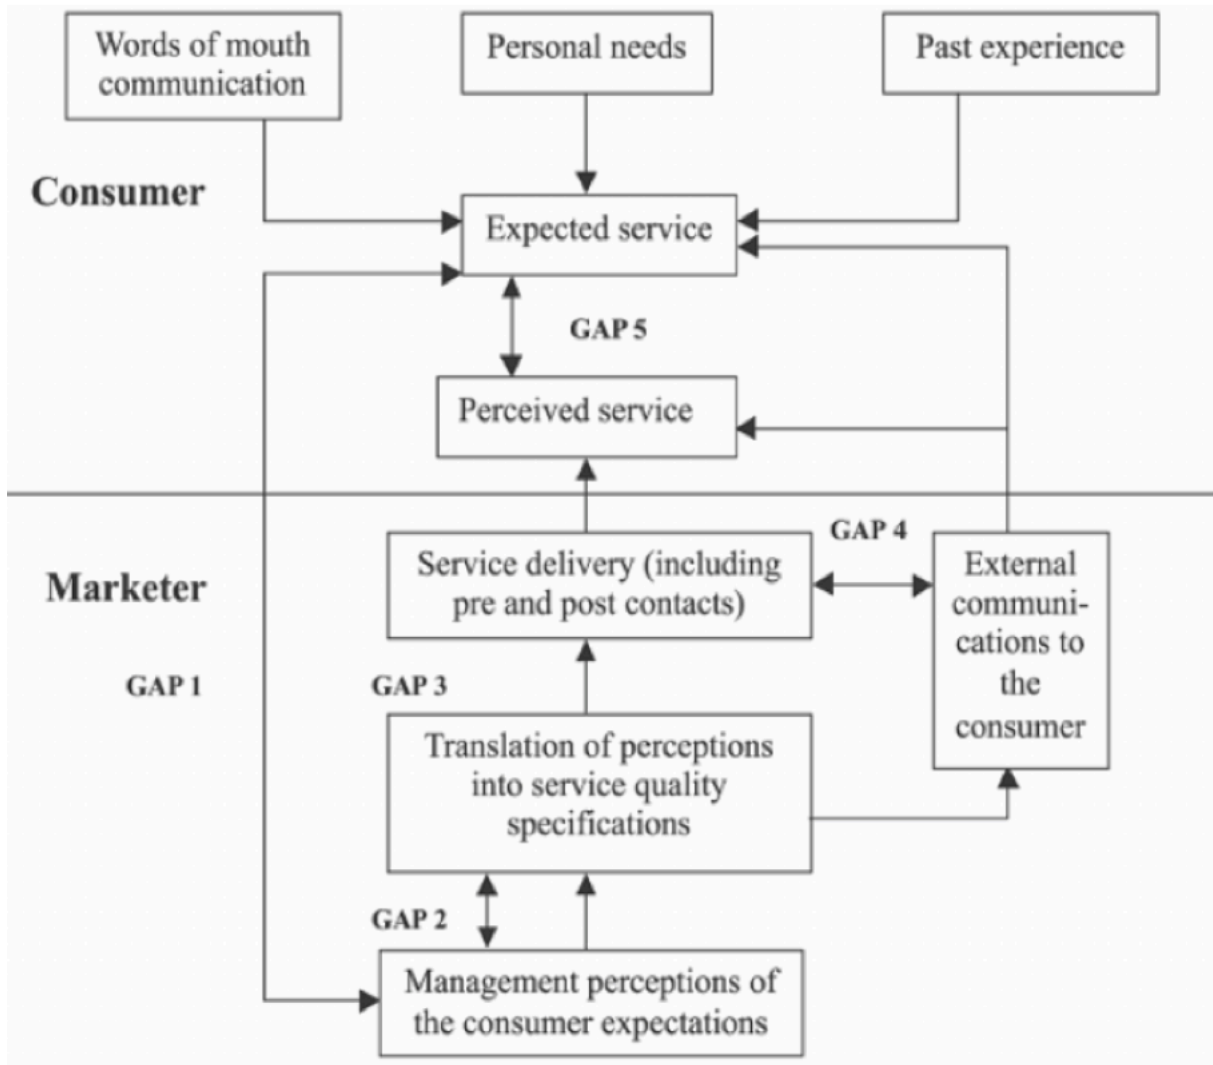 Words of mouth
communication
Personal needs
Past experience
Consumer
Expected service
GAP 5
Perceived service
GAP 4
Service delivery (including
pre and post contacts)
External
communi-
cations to
the
consumer
Marketer
GAP 1
GAP 3
Translation of perceptions
into service quality
specifications
GAP 2
Management perceptions of
the consumer expectations